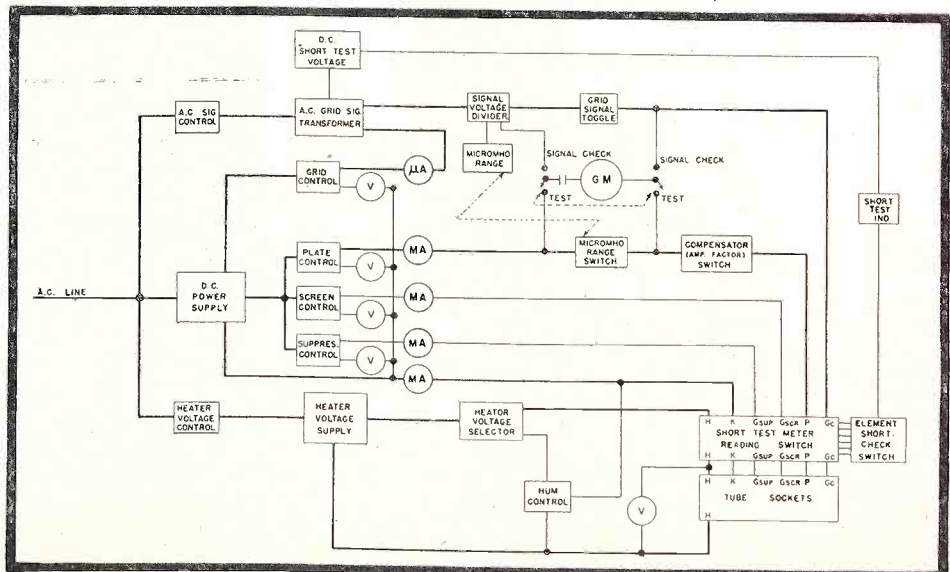 D.C.
SHORT TEST
VOLTAGE
A.C. SIG
CONTROL
A.C. GRID SIG.
TRANSFORMER
SIGNAL
VOLTAGE
DIVIDER
GRID
SIGNAL
TOGGLE
MICROMHO
RANGE
SIGNAL CHECK
GM
SIGNAL CHECK
TEST
TEST
GRID
CONTROL
V
μA
SHORT
TEST
IND
PLATE
CONTROL
V
MA
MICROMHO
RANGE
SWITCH
COMPENSATOR
(AMP. FACTOR)
SWITCH
A.C. LINE
D.C.
POWER
SUPPLY
SCREEN
CONTROL
V
MA
SUPPRES.
CONTROL
V
MA
MA
HEATER
VOLTAGE
CONTROL
HEATER
VOLTAGE
SUPPLY
HEATOR
VOLTAGE
SELECTOR
HUM
CONTROL
V
H K GSUP GSCR P GC
SHORT TEST METER
READING SWITCH
H K GSUP GSCR P GC
H K GSUP GSCR P GC
TUBE SOCKETS
H
ELEMENT
SHORT-
CHECK
SWITCH